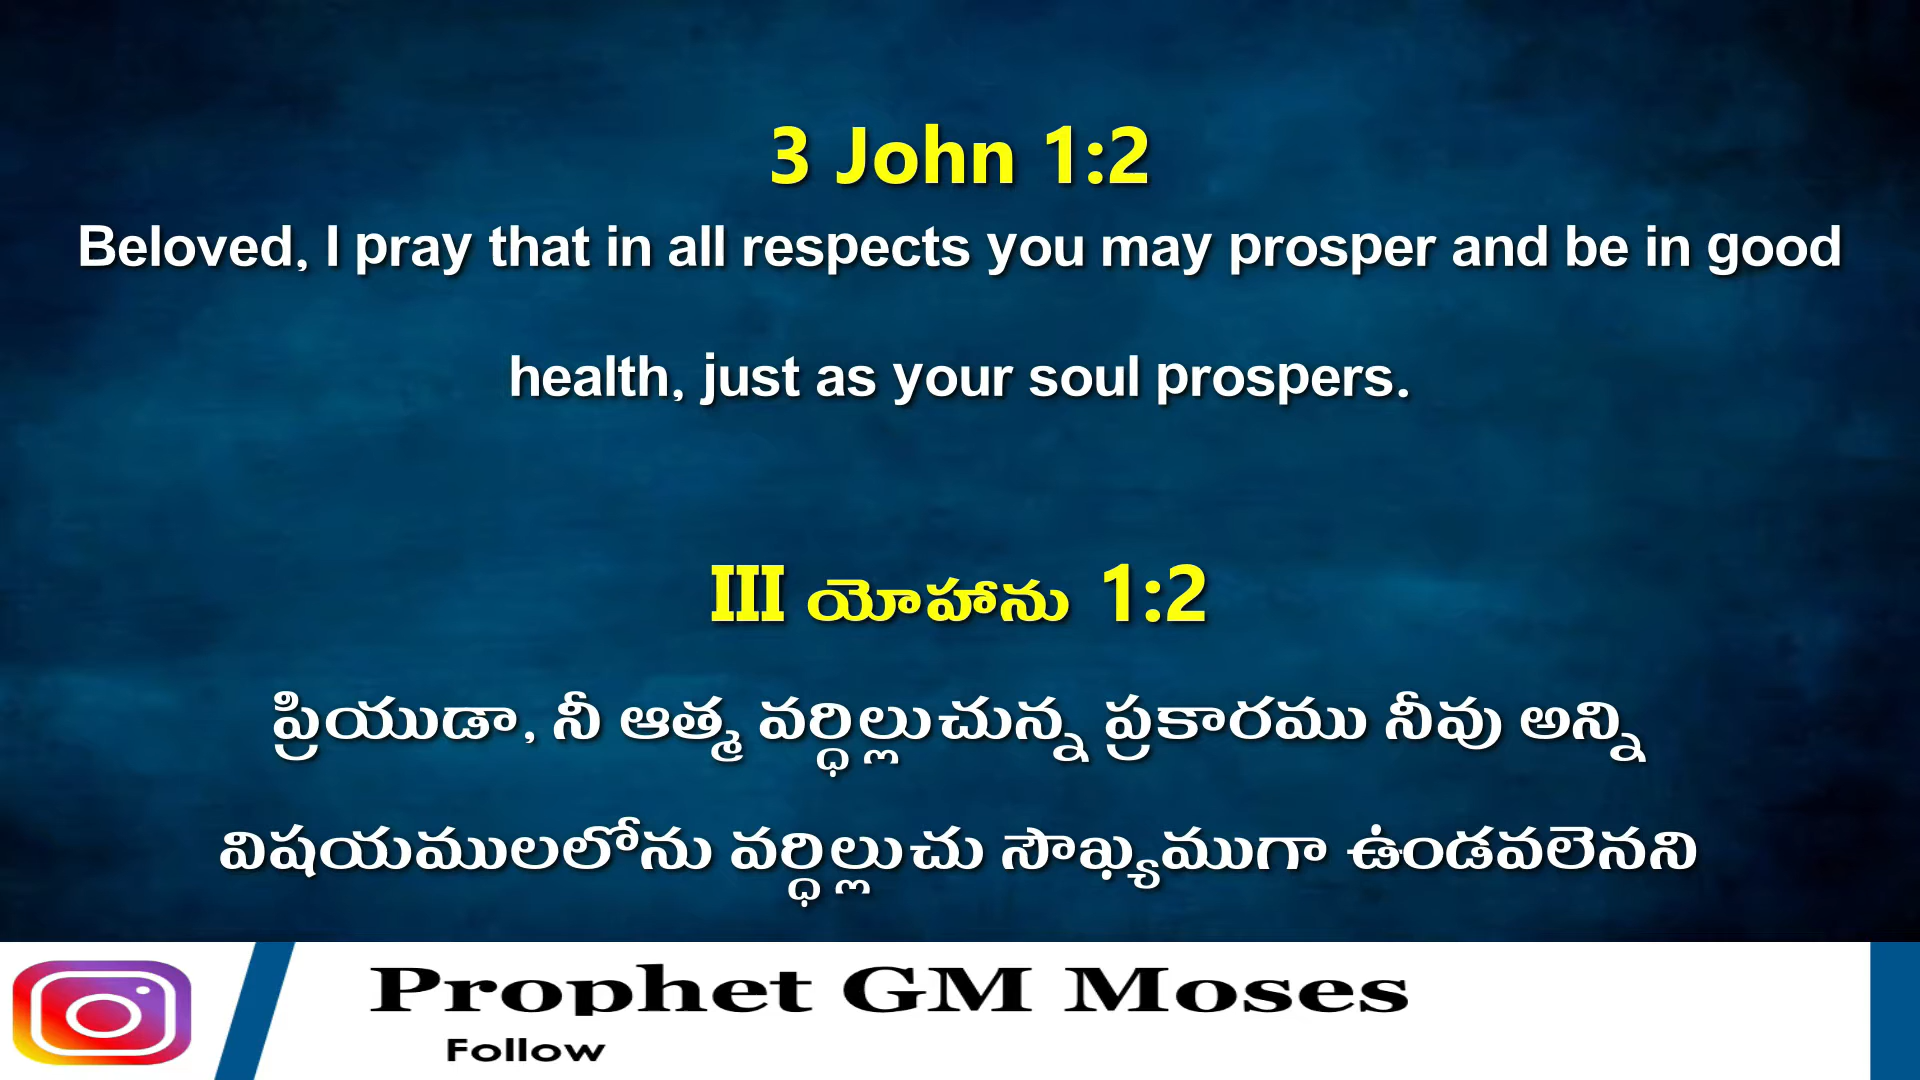 3 John 1:2
Beloved, I pray that in all respects you may prosper and be in good
health, just as your soul prospers.
III యోహాను 1:2
ప్రియుడా, నీ ఆత్మ వర్ధిల్లుచున్న ప్రకారము నీవు అన్ని
విషయములలోను వర్ధిల్లుచు సౌఖ్యముగా ఉండవలెనని
Prophet GM Moses
Follow